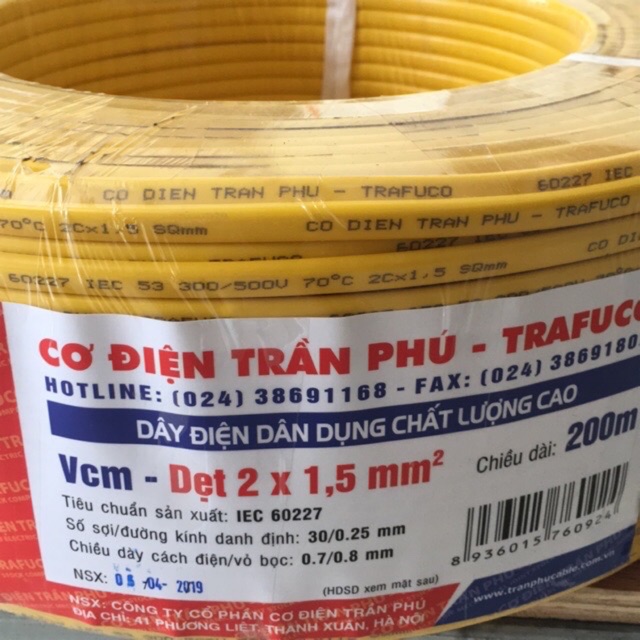 CO DIEN TRAN PHU - TRAFUCO 60227 IEC
70°C 2Cx1,5 SQmm CO DIEN TRAN PHU - TRAFUCO
TRAFUCO 60227 IEC
60227 IEC 53 300/500V 70°C 2Cx1,5 SQmm CO
CƠ ĐIỆN TRẦN PHÚ - TRAFUCO
HOTLINE: (024) 38691168 - FAX: (024) 3869180
DÂY ĐIỆN DÂN DỤNG CHẤT LƯỢNG CAO
Vcm - Dẹt 2 x 1,5 mm² Chiều dài: 200m
Tiêu chuẩn sản xuất: IEC 60227
Số sợi/đường kính danh định: 30/0.25 mm
Chiều dày cách điện/vỏ bọc: 0.7/0.8 mm
8 936015 760924
NSX: -04- 2019
(HDSD xem mặt sau)
www.tranphucable.com.vn
NSX: CÔNG TY CỔ PHẦN CƠ ĐIỆN TRẦN PHÚ
ĐỊA CHỈ: 41 PHƯƠNG LIỆT, THANH XUÂN, HÀ NỘI